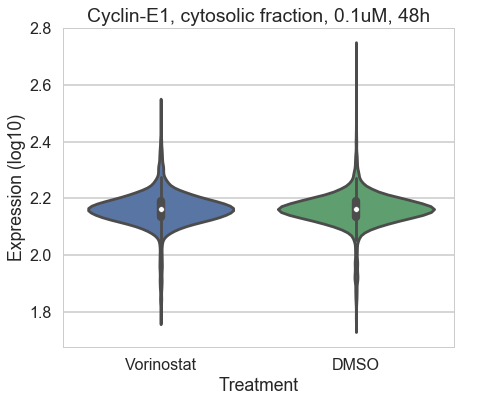 Cyclin-E1, cytosolic fraction, 0.1uM, 48h
2.8
2.6
2.4
2.2
2.0
1.8
Expression (log10)
Vorinostat DMSO
Treatment